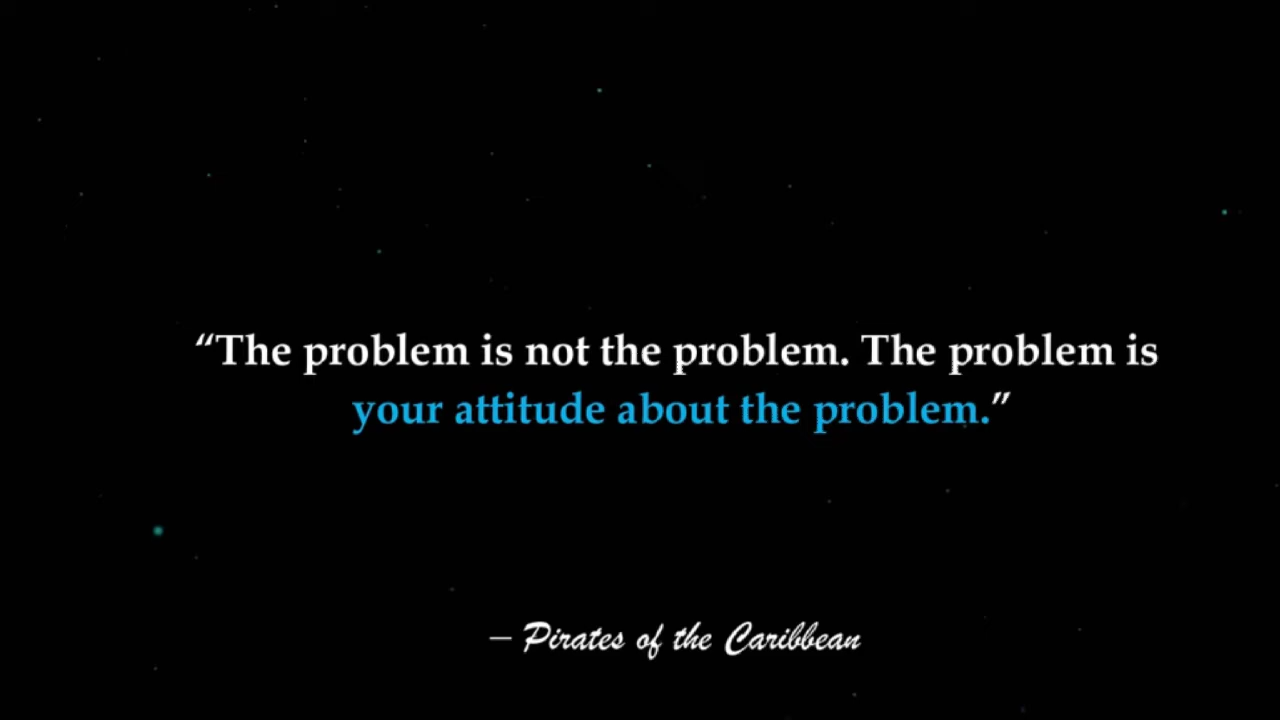 “The problem is not the problem. The problem is
your attitude about the problem.”
– Pirates of the Caribbean